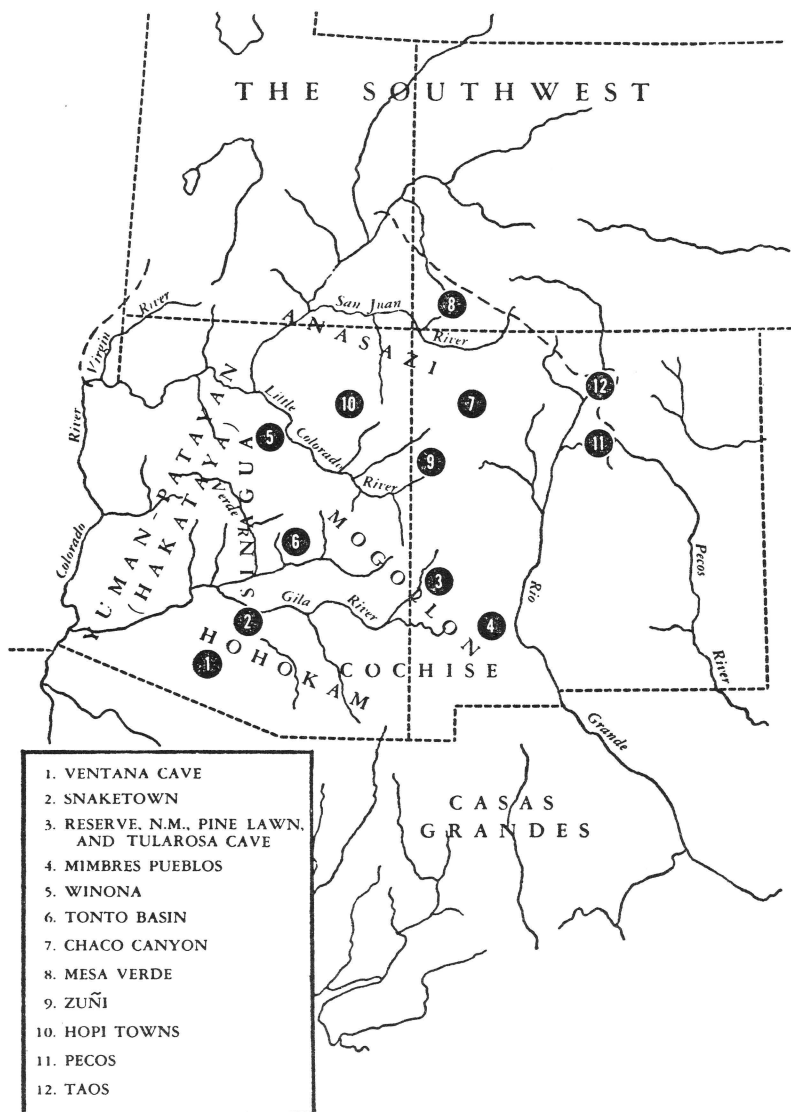 THE SOUTHWEST
Virgin River
San Juan River
ANASAZI
8
12
10
7
11
Little Colorado River
5
9
River
Colorado
YUMAN-PATAYAN
(HAKATAYA)
Verde
SINAGUA
6
MOGOLLON
3
Pecos
River
Rio
Grande
2
Gila River
4
HOHOKAM
1
COCHISE
CASAS
GRANDES
1. VENTANA CAVE
2. SNAKETOWN
3. RESERVE, N.M., PINE LAWN,
AND TULAROSA CAVE
4. MIMBRES PUEBLOS
5. WINONA
6. TONTO BASIN
7. CHACO CANYON
8. MESA VERDE
9. ZUÑI
10. HOPI TOWNS
11. PECOS
12. TAOS